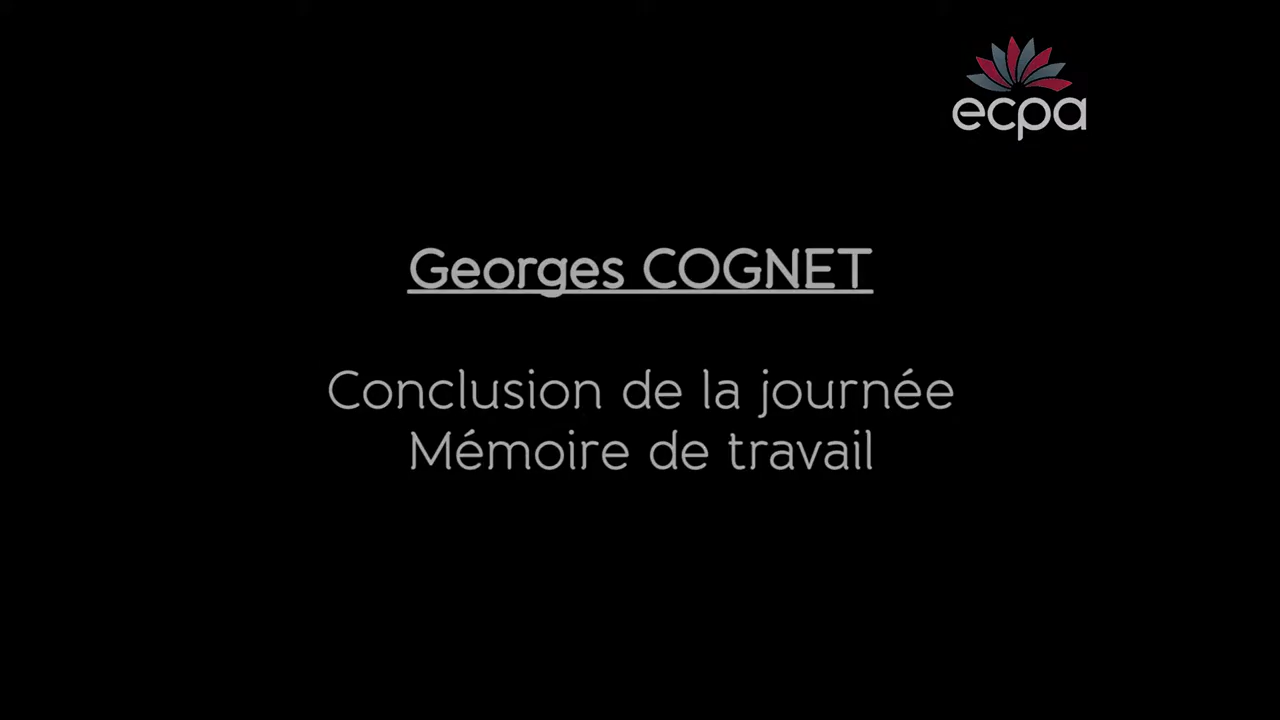 ecpa
Georges COGNET
Conclusion de la journée
Mémoire de travail